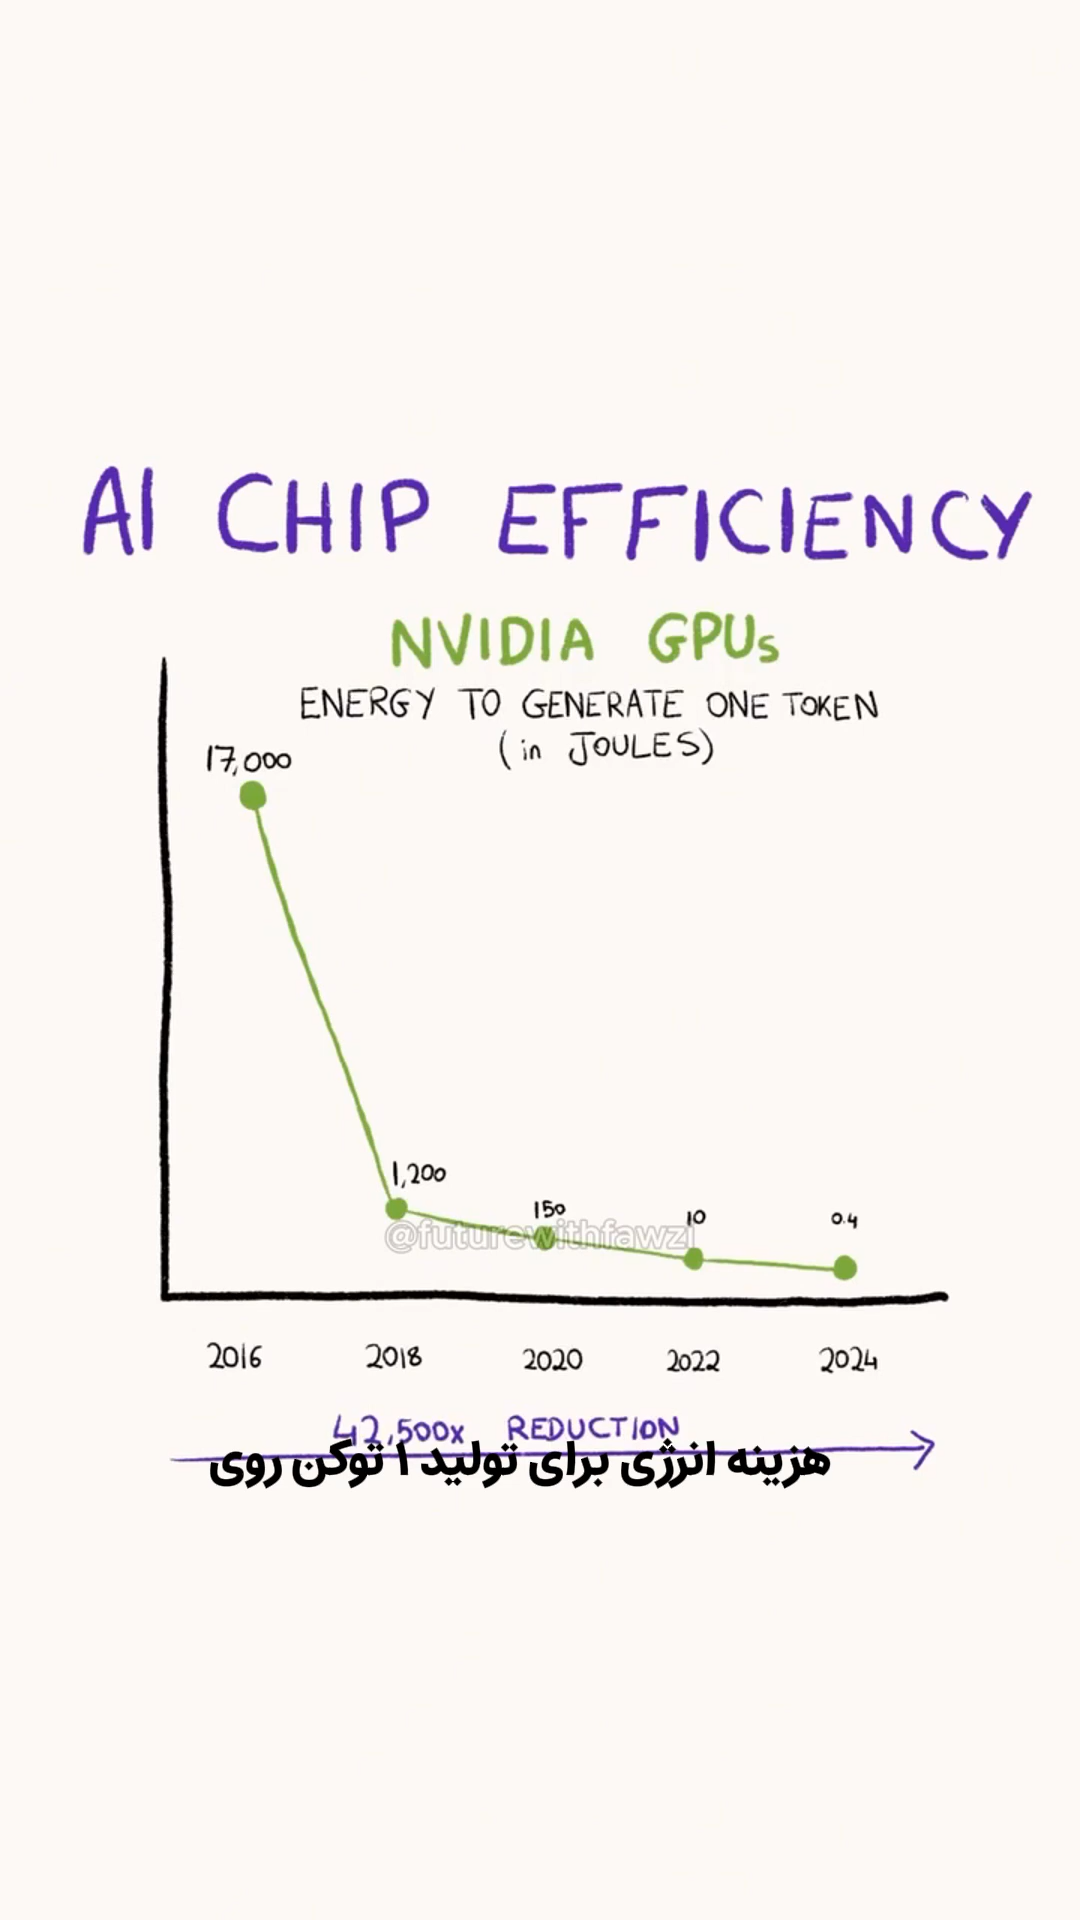 AI CHIP EFFICIENCY
NVIDIA GPUs
ENERGY TO GENERATE ONE TOKEN
(in JOULES)
17,000
1,200
150
10
0.4
@futurewithfawzi
2016 2018 2020 2022 2024
42,500x REDUCTION
هزینه انرژی برای تولید ۱ توکن روی